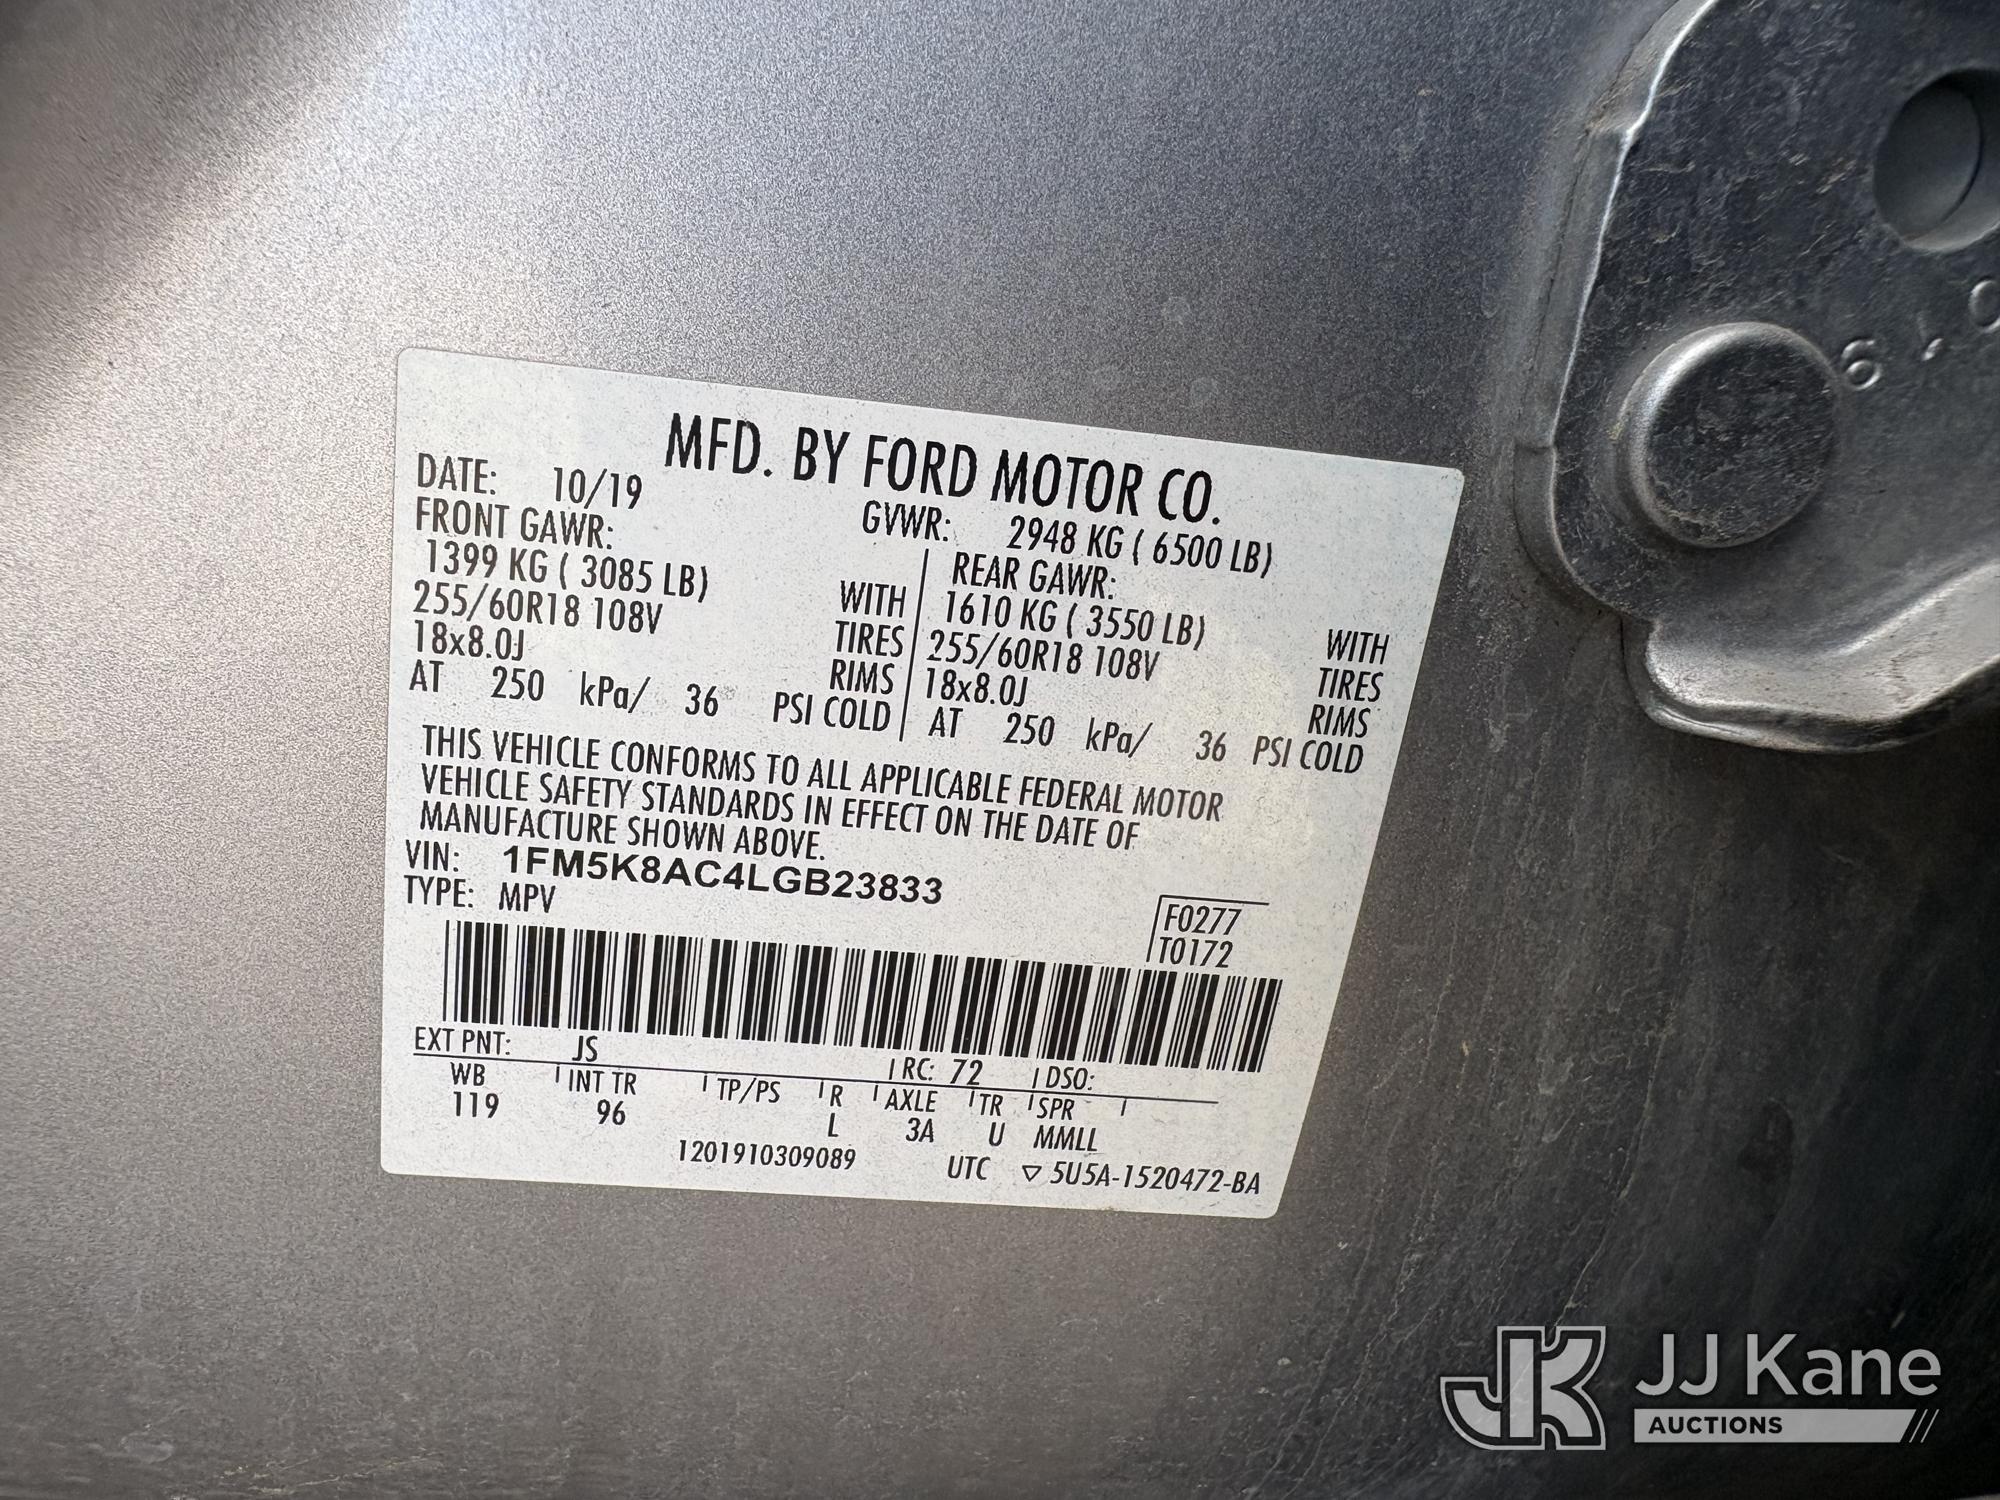 MFD. BY FORD MOTOR CO.
DATE: 10/19 GVWR: 2948 KG ( 6500 LB)
FRONT GAWR: REAR GAWR:
1399 KG ( 3085 LB) WITH 1610 KG ( 3550 LB) WITH
255/60R18 108V TIRES 255/60R18 108V TIRES
18x8.0J RIMS 18x8.0J RIMS
AT 250 kPa/ 36 PSI COLD AT 250 kPa/ 36 PSI COLD
THIS VEHICLE CONFORMS TO ALL APPLICABLE FEDERAL MOTOR
VEHICLE SAFETY STANDARDS IN EFFECT ON THE DATE OF
MANUFACTURE SHOWN ABOVE.
VIN: 1FM5K8AC4LGB23833
TYPE: MPV
F0277
T0172
EXT PNT: JS RC: 72 DSO:
WB INT TR TP/PS R AXLE TR SPR
119 96 L 3A U MMLL
1201910309089 UTC ▽ 5U5A-1520472-BA
JK JJ Kane
AUCTIONS